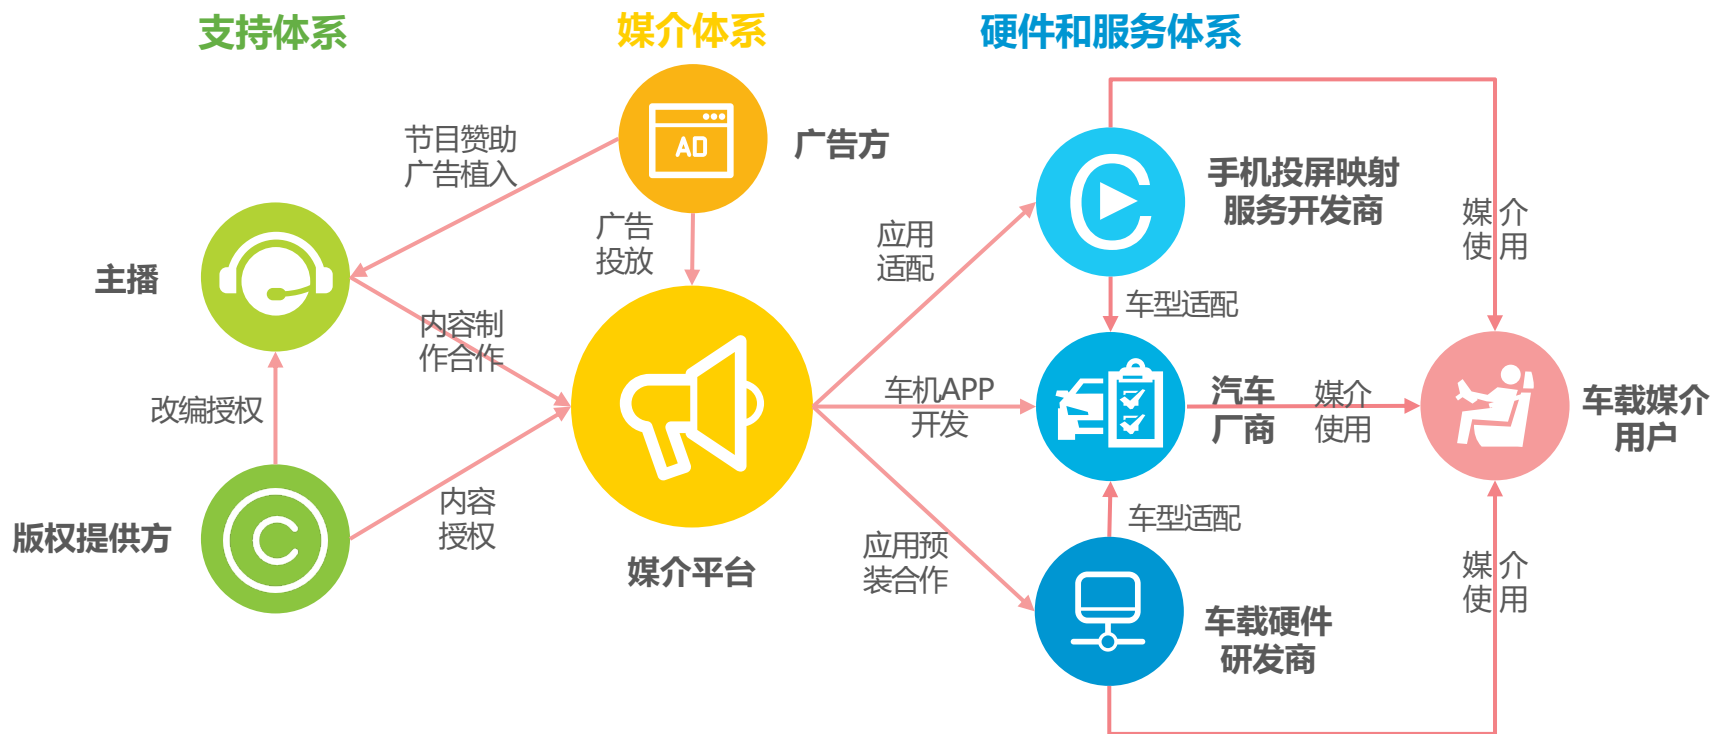 支持体系
媒介体系
硬件和服务体系
节目赞助
广告植入
AD
广告方
手机投屏映射
服务开发商
广告
投放
应用
适配
媒 介
使 用
主播
内容制
作合作
车型适配
改编授权
车机APP
开发
汽车
厂商
媒介
使用
车载媒介
用户
内容
授权
版权提供方
C
媒介平台
应用预
装合作
车型适配
媒 介
使 用
车载硬件
研发商